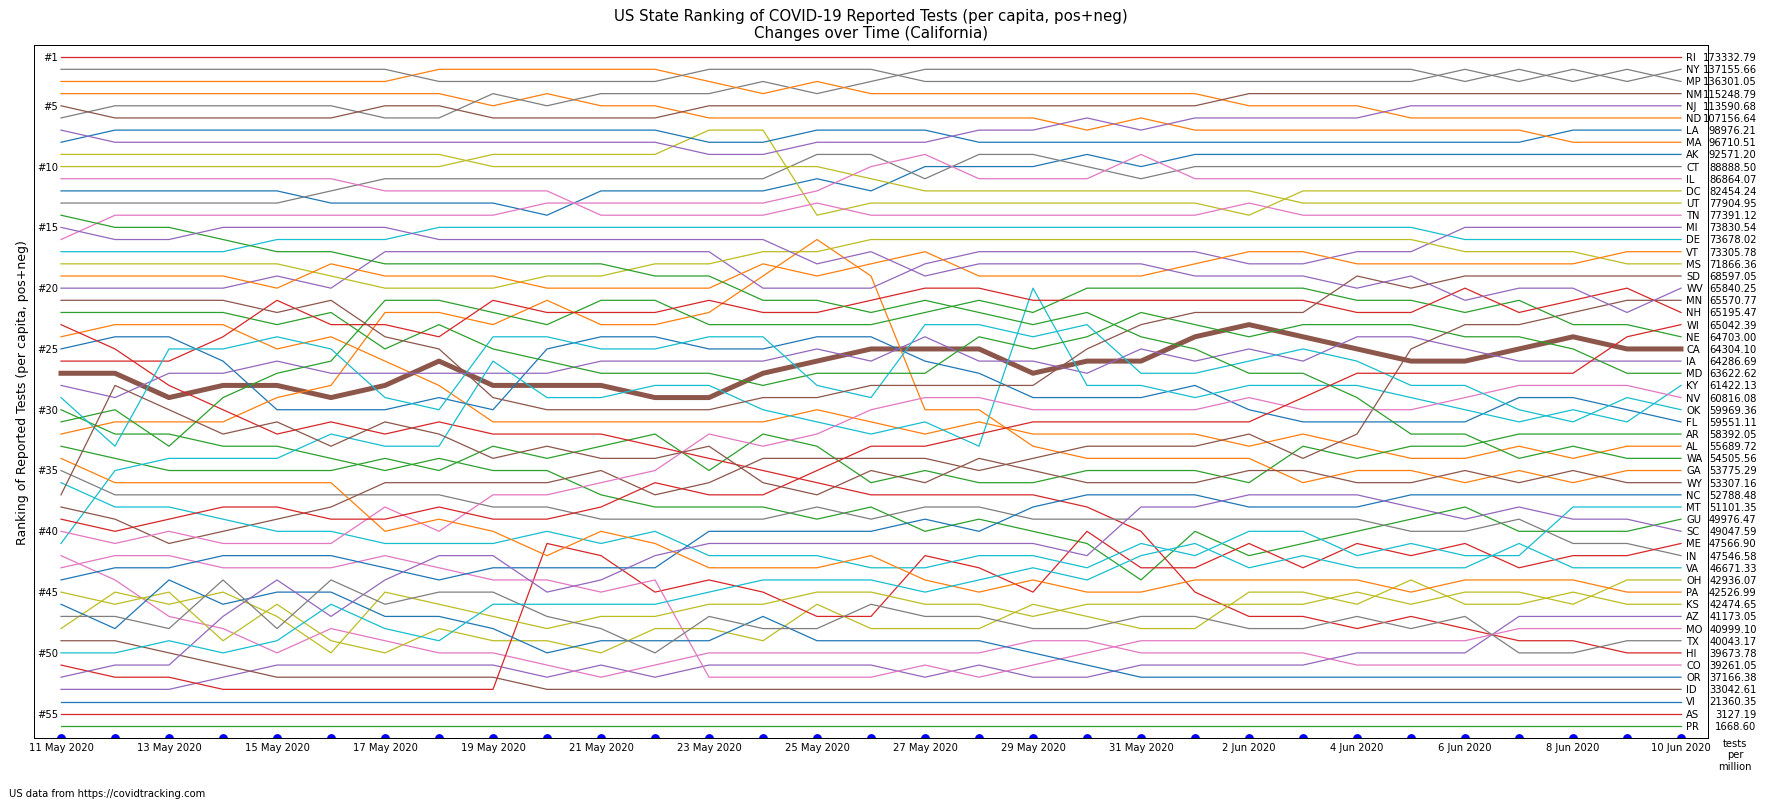 US State Ranking of COVID-19 Reported Tests (per capita, pos+neg)
Changes over Time (California)
Ranking of Reported Tests (per capita, pos+neg)
#1
#5
#10
#15
#20
#25
#30
#35
#40
#45
#50
#55
RI 173332.79
NY 137155.66
MP 136301.05
NM 115248.79
NJ 113590.68
ND 107156.64
LA 98976.21
MA 96710.51
AK 92571.20
CT 88888.50
IL 86864.07
DC 82454.24
UT 77904.95
TN 77391.12
MI 73830.54
DE 73678.02
VT 73305.78
MS 71866.36
SD 68597.05
WV 65840.25
MN 65570.77
NH 65195.47
WI 65042.39
NE 64703.00
CA 64304.10
IA 64286.69
MD 63622.62
KY 61422.13
NV 60816.08
OK 59969.36
FL 59551.11
AR 58392.05
AL 55689.72
WA 54505.56
GA 53775.29
WY 53307.16
NC 52788.48
MT 51101.35
GU 49976.47
SC 49047.59
ME 47566.90
IN 47546.58
VA 46671.33
OH 42936.07
PA 42526.99
KS 42474.65
AZ 41173.05
MO 40999.10
TX 40043.17
HI 39673.78
CO 39261.05
OR 37166.38
ID 33042.61
VI 21360.35
AS 3127.19
PR 1668.60
11 May 2020 13 May 2020 15 May 2020 17 May 2020 19 May 2020 21 May 2020 23 May 2020 25 May 2020 27 May 2020 29 May 2020 31 May 2020 2 Jun 2020 4 Jun 2020 6 Jun 2020 8 Jun 2020 10 Jun 2020
tests
per
million
US data from https://covidtracking.com